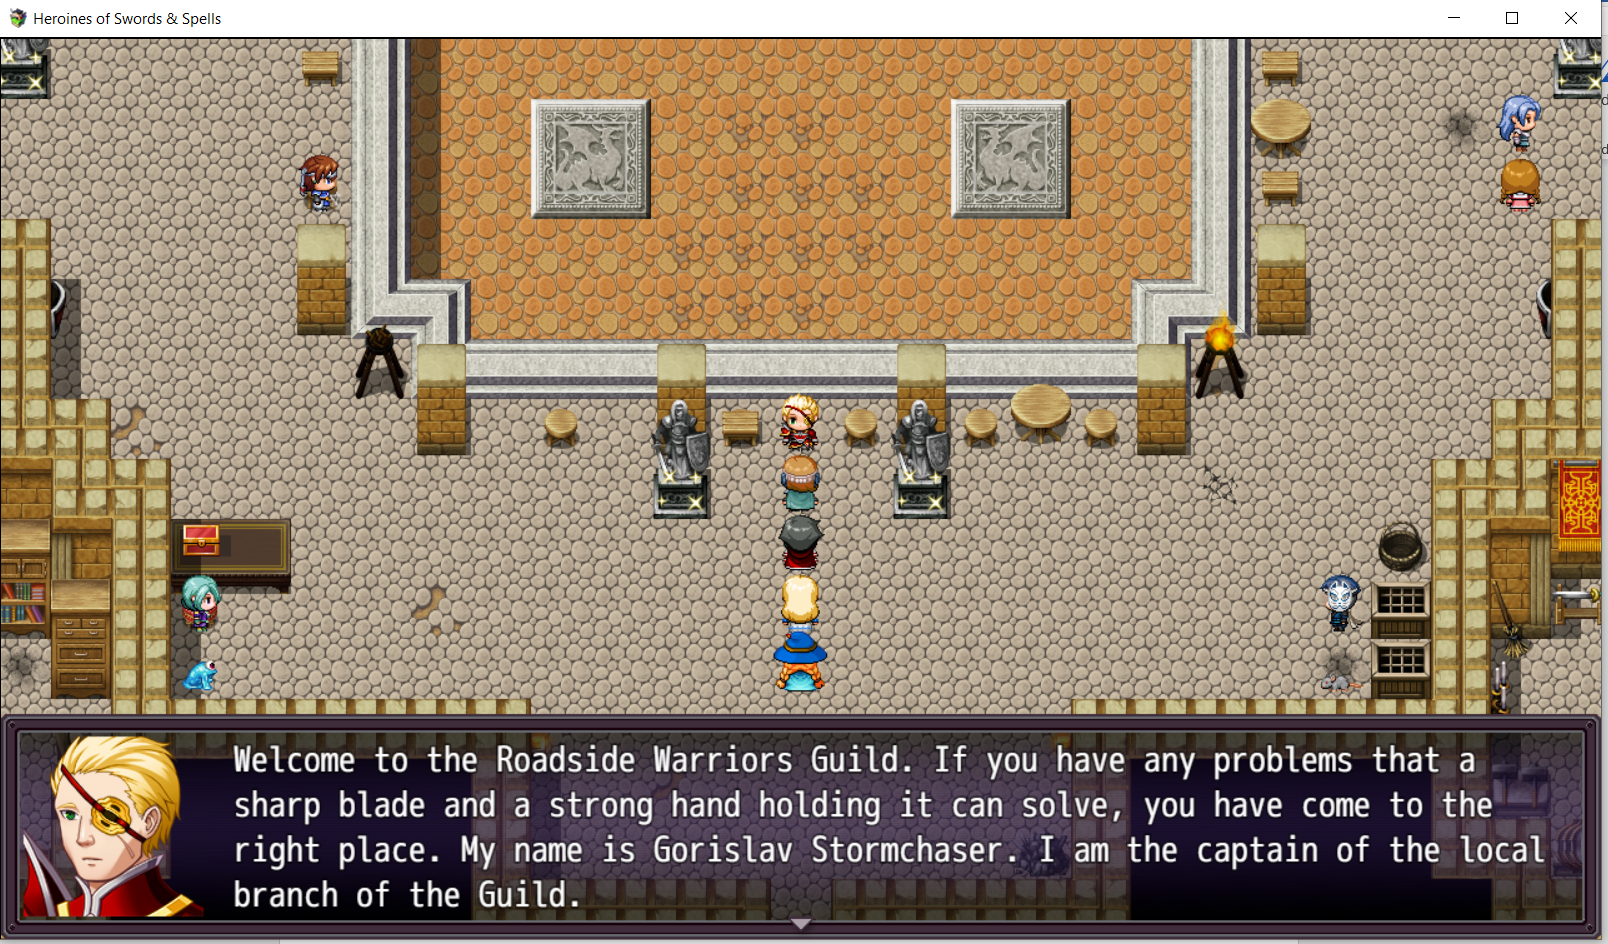 Heroines of Swords & Spells
Welcome to the Roadside Warriors Guild. If you have any problems that a
sharp blade and a strong hand holding it can solve, you have come to the
right place. My name is Gorislav Stormchaser. I am the captain of the local
branch of the Guild.